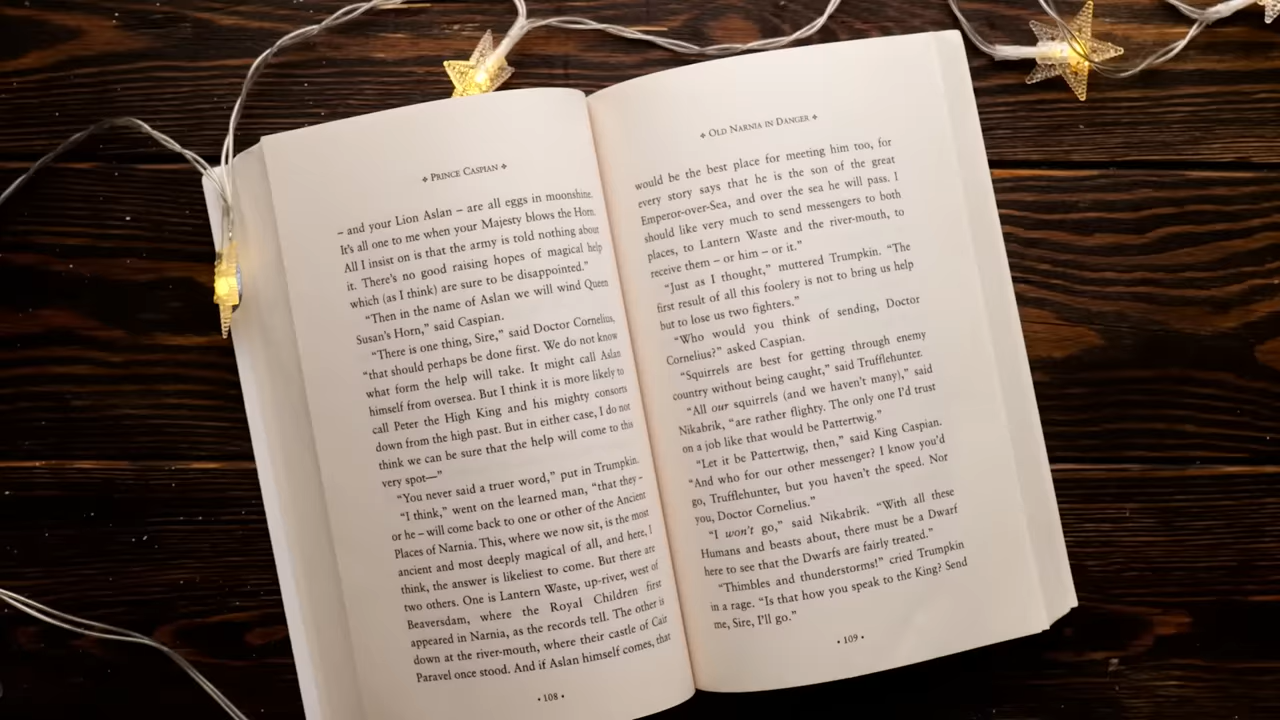 ✦ PRINCE CASPIAN ✦
– and your Lion Aslan – are all eggs in moonshine.
It's all one to me when your Majesty blows the Horn.
All I insist on is that the army is told nothing about
it. There's no good raising hopes of magical help
which (as I think) are sure to be disappointed."
"Then in the name of Aslan we will wind Queen
Susan's Horn," said Caspian.
"There is one thing, Sire," said Doctor Cornelius,
"that should perhaps be done first. We do not know
what form the help will take. It might call Aslan
himself from oversea. But I think it is more likely to
call Peter the High King and his mighty consorts
down from the high past. But in either case, I do not
think we can be sure that the help will come to this
very spot—"
"You never said a truer word," put in Trumpkin.
"I think," went on the learned man, "that they –
or he – will come back to one or other of the Ancient
Places of Narnia. This, where we now sit, is the most
ancient and most deeply magical of all, and here, I
think, the answer is likeliest to come. But there are
two others. One is Lantern Waste, up-river, west of
Beaversdam, where the Royal Children first
appeared in Narnia, as the records tell. The other is
down at the river-mouth, where their castle of Cair
Paravel once stood. And if Aslan himself comes, that
• 108 •
✦ OLD NARNIA IN DANGER ✦
would be the best place for meeting him too, for
every story says that he is the son of the great
Emperor-over-Sea, and over the sea he will pass. I
should like very much to send messengers to both
places, to Lantern Waste and the river-mouth, to
receive them – or him – or it."
"Just as I thought," muttered Trumpkin. "The
first result of all this foolery is not to bring us help
but to lose us two fighters."
"Who would you think of sending, Doctor
Cornelius?" asked Caspian.
"Squirrels are best for getting through enemy
country without being caught," said Trufflehunter.
"All our squirrels (and we haven't many)," said
Nikabrik, "are rather flighty. The only one I'd trust
on a job like that would be Pattertwig."
"Let it be Pattertwig, then," said King Caspian.
"And who for our other messenger? I know you'd
go, Trufflehunter, but you haven't the speed. Nor
you, Doctor Cornelius."
"I won't go," said Nikabrik. "With all these
Humans and beasts about, there must be a Dwarf
here to see that the Dwarfs are fairly treated."
"Thimbles and thunderstorms!" cried Trumpkin
in a rage. "Is that how you speak to the King? Send
me, Sire, I'll go."
• 109 •